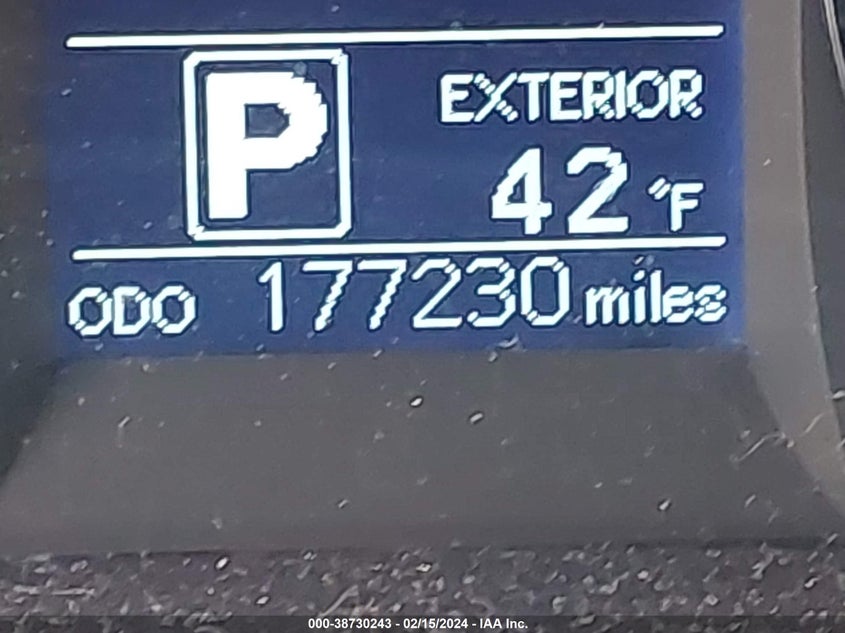 P
EXTERIOR
42 °F
ODO 177230 miles
000-38730243 - 02/15/2024 - IAA Inc.